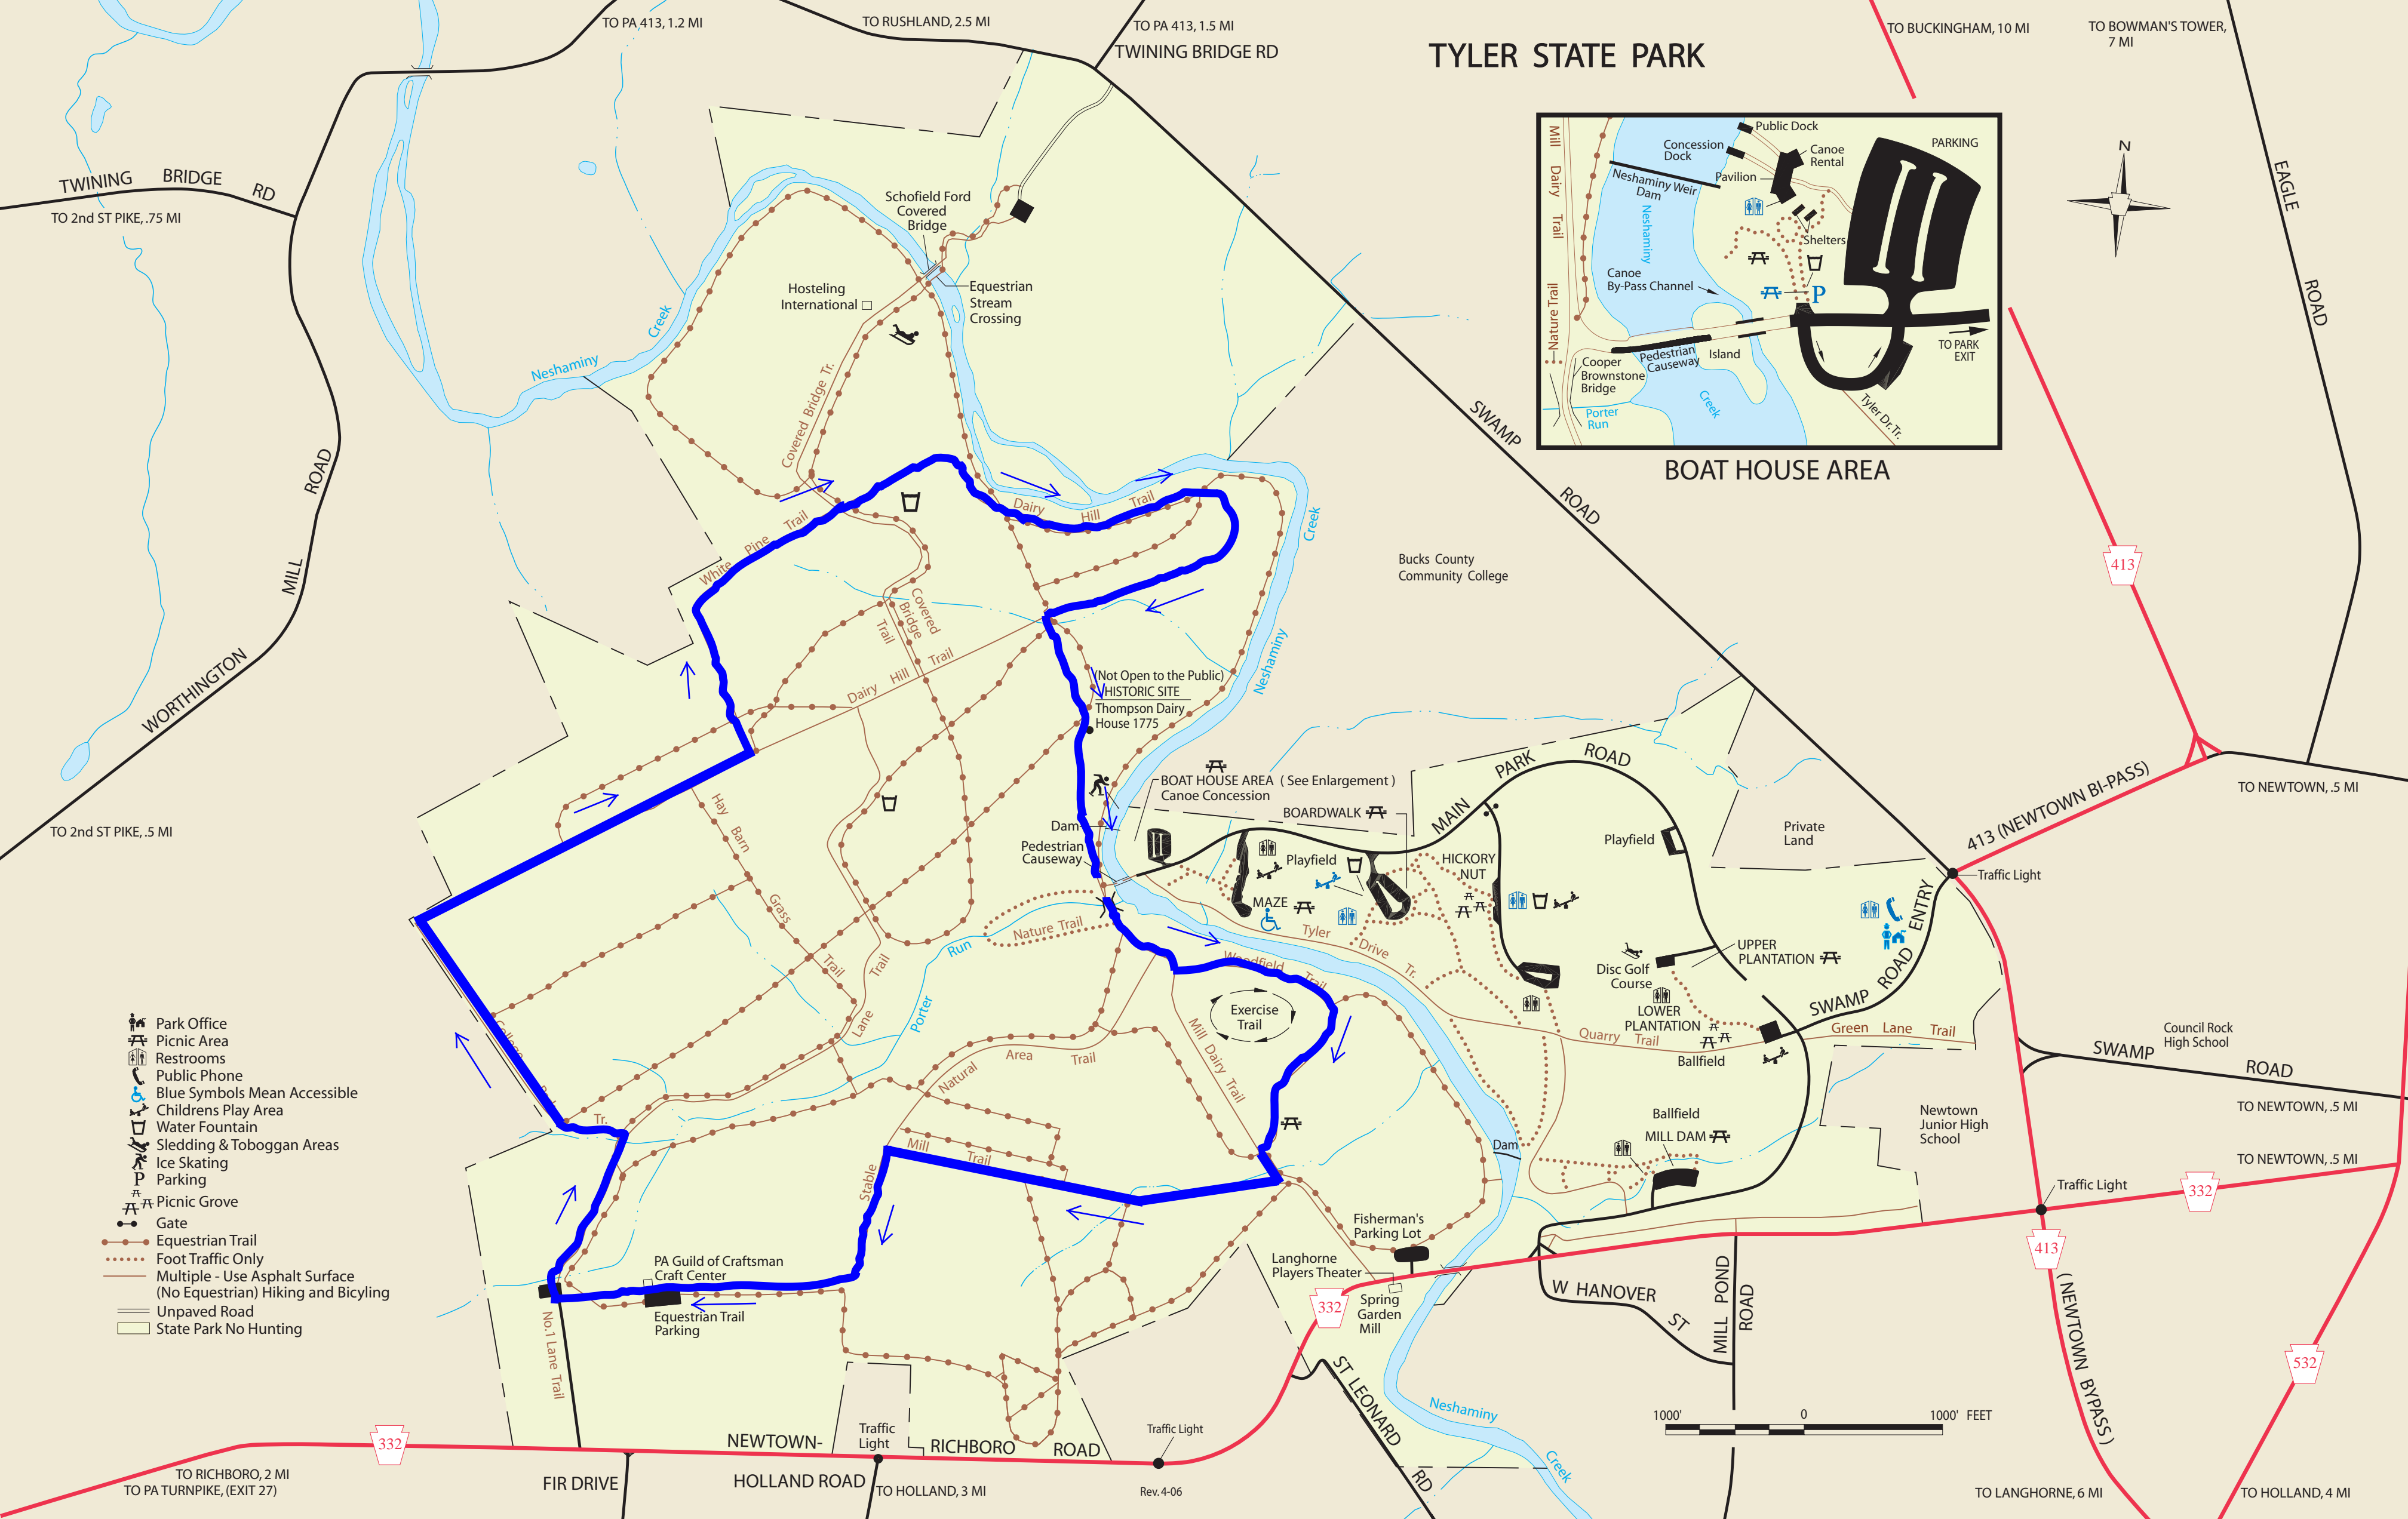 TO PA 413, 1.2 MI
TO RUSHLAND, 2.5 MI
TO PA 413, 1.5 MI
TWINING BRIDGE RD
TYLER STATE PARK
TO BUCKINGHAM, 10 MI
TO BOWMAN'S TOWER,
7 MI
TWINING BRIDGE RD
TO 2nd ST PIKE, .75 MI
Public Dock
Concession
Dock
Canoe
Rental
PARKING
Neshaminy Weir
Dam
Pavilion
Mill Dairy Trail
Neshaminy
Shelters
Canoe
By-Pass Channel
P
Nature Trail
Cooper
Brownstone
Bridge
Pedestrian
Causeway
Island
TO PARK
EXIT
Porter
Run
Creek
Tyler Dr. Tr.
BOAT HOUSE AREA
N
EAGLE ROAD
Schofield Ford
Covered
Bridge
Hosteling
International
Equestrian
Stream
Crossing
Neshaminy Creek
Covered Bridge Tr.
SWAMP ROAD
WORTHINGTON MILL ROAD
White Pine Trail
Dairy Hill Trail
Creek
Neshaminy
Bucks County
Community College
413
Covered
Bridge
Trail
Dairy Hill Trail
(Not Open to the Public)
HISTORIC SITE
Thompson Dairy
House 1775
TO 2nd ST PIKE, .5 MI
Hay Barn
Grass Trail
BOAT HOUSE AREA ( See Enlargement )
Canoe Concession
BOARDWALK
Dam
Pedestrian
Causeway
MAIN PARK ROAD
Playfield
Playfield
HICKORY
NUT
MAZE
Private
Land
413 (NEWTOWN BI-PASS)
TO NEWTOWN, .5 MI
Traffic Light
SWAMP ROAD ENTRY
Nature Trail
Porter Run
Lane Trail
Woodfield Trail
Tyler Drive Tr.
Exercise
Trail
Disc Golf
Course
UPPER
PLANTATION
LOWER
PLANTATION
Quarry Trail
Green Lane Trail
Ballfield
Council Rock
High School
SWAMP ROAD
TO NEWTOWN, .5 MI
College
Tr.
Natural Area Trail
Mill Dairy Trail
Mill Trail
Stable
Dam
Ballfield
MILL DAM
Newtown
Junior High
School
TO NEWTOWN, .5 MI
332
Traffic Light
413
(NEWTOWN BYPASS)
Park Office
Picnic Area
Restrooms
Public Phone
Blue Symbols Mean Accessible
Childrens Play Area
Water Fountain
Sledding & Toboggan Areas
Ice Skating
P Parking
Picnic Grove
Gate
Equestrian Trail
Foot Traffic Only
Multiple - Use Asphalt Surface
(No Equestrian) Hiking and Bicyling
Unpaved Road
State Park No Hunting
PA Guild of Craftsman
Craft Center
Equestrian Trail
Parking
No.1 Lane Trail
Fisherman's
Parking Lot
Langhorne
Players Theater
332
Spring
Garden
Mill
W HANOVER ST
MILL POND
ROAD
532
ST LEONARD RD
Neshaminy Creek
1000' 0 1000' FEET
332
NEWTOWN-
RICHBORO ROAD
Traffic
Light
Traffic Light
TO RICHBORO, 2 MI
TO PA TURNPIKE, (EXIT 27)
FIR DRIVE
HOLLAND ROAD
TO HOLLAND, 3 MI
Rev. 4-06
TO LANGHORNE, 6 MI
TO HOLLAND, 4 MI